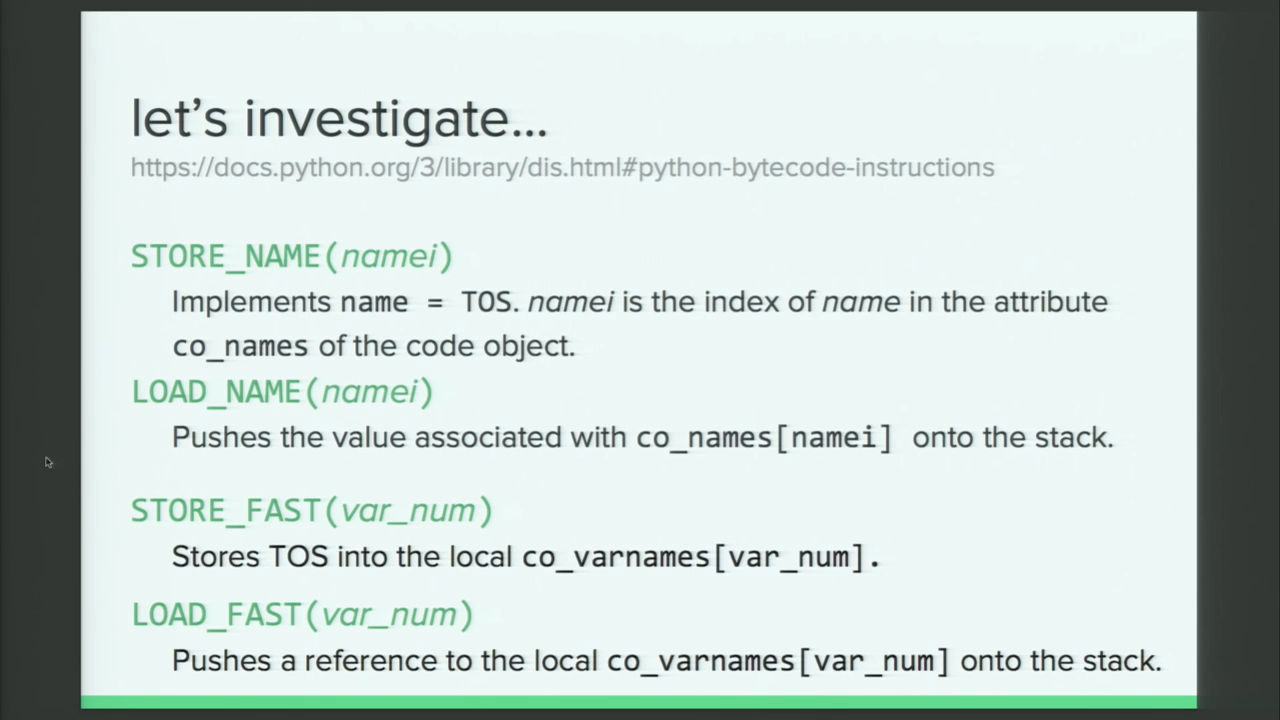 let’s investigate...
https://docs.python.org/3/library/dis.html#python-bytecode-instructions
STORE_NAME(namei)
Implements name = TOS. namei is the index of name in the attribute
co_names of the code object.
LOAD_NAME(namei)
Pushes the value associated with co_names[namei] onto the stack.
STORE_FAST(var_num)
Stores TOS into the local co_varnames[var_num].
LOAD_FAST(var_num)
Pushes a reference to the local co_varnames[var_num] onto the stack.